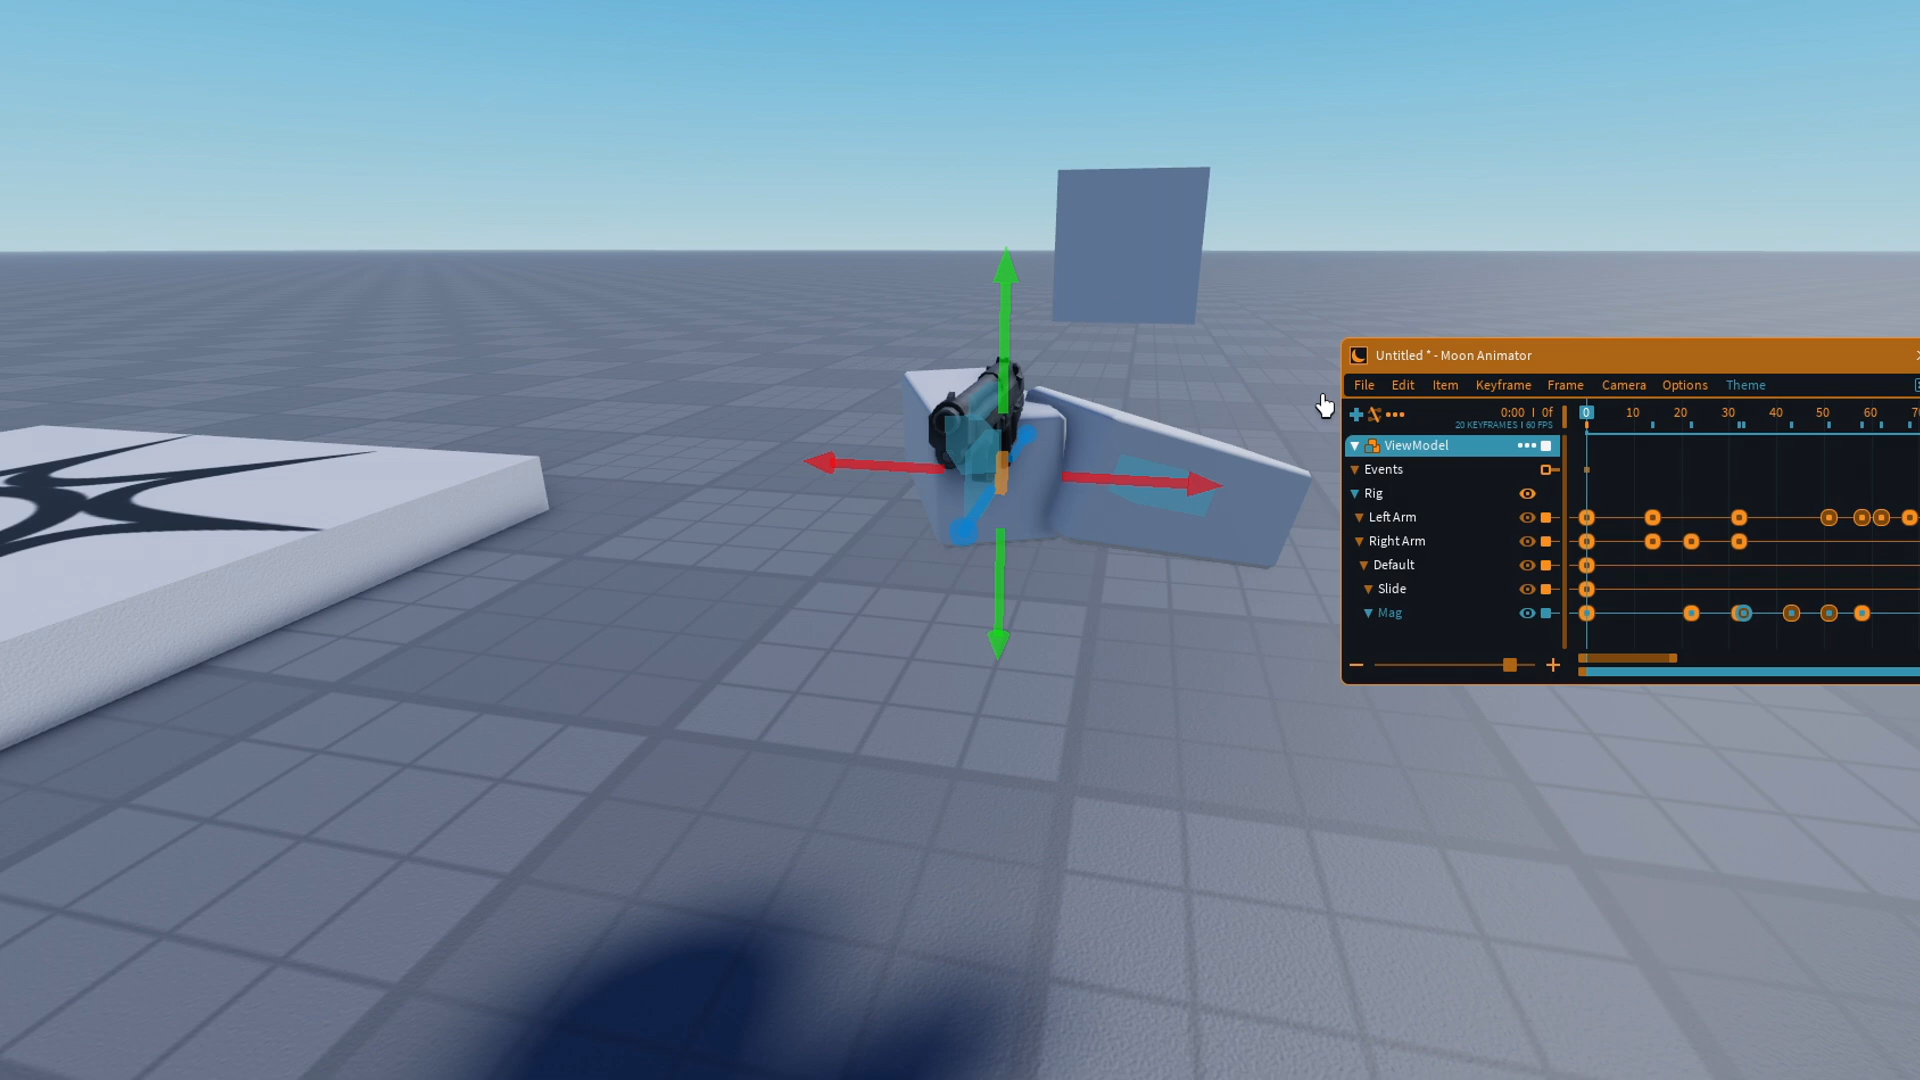 Untitled * - Moon Animator
File Edit Item Keyframe Frame Camera Options Theme
0:00 | 0f 0 10 20 30 40 50 60 70
20 KEYFRAMES | 60 FPS
ViewModel
Events
Rig
Left Arm
Right Arm
Default
Slide
Mag